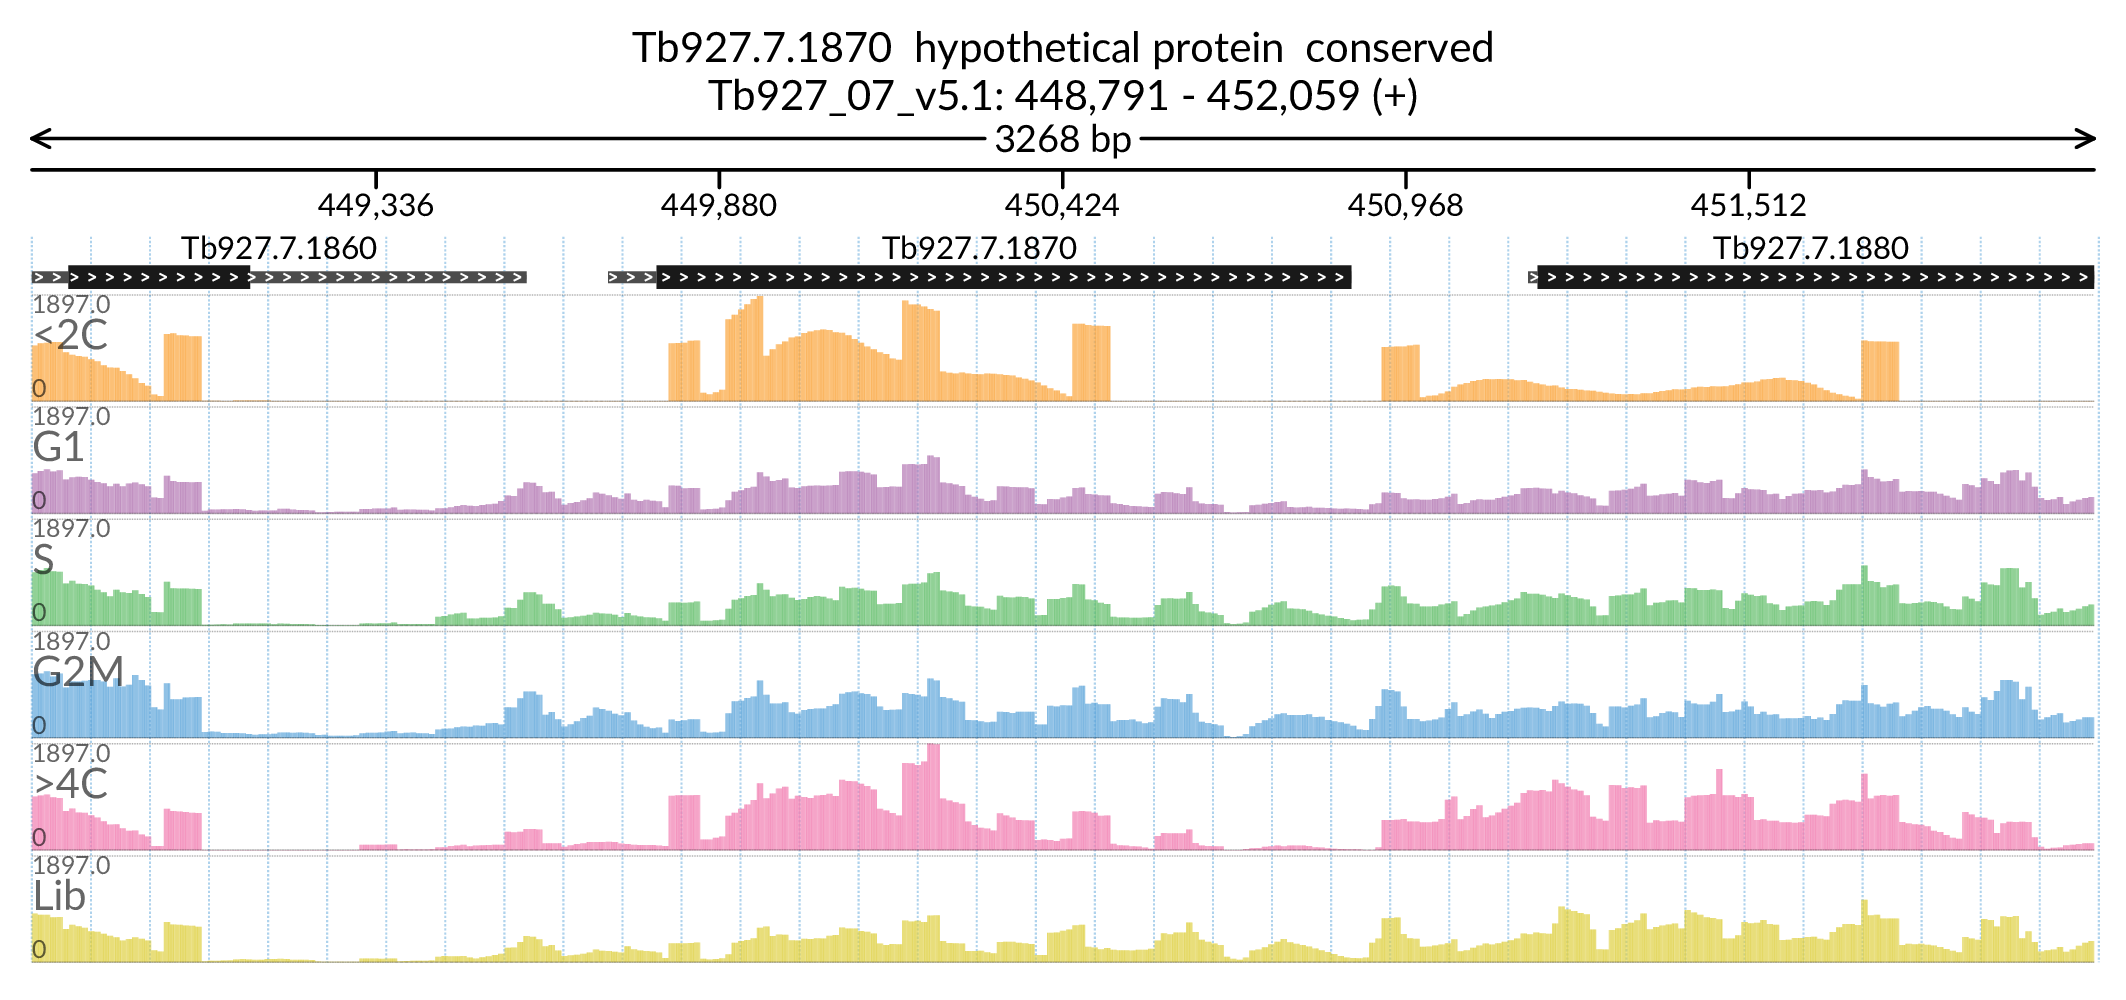 Tb927.7.1870  hypothetical protein  conserved
Tb927_07_v5.1: 448,791 - 452,059 (+)
3268 bp
449,336 449,880 450,424 450,968 451,512
Tb927.7.1860 Tb927.7.1870 Tb927.7.1880
1897.0
<2C
0
1897.0
G1
0
1897.0
S
0
1897.0
G2M
0
1897.0
>4C
0
1897.0
Lib
0